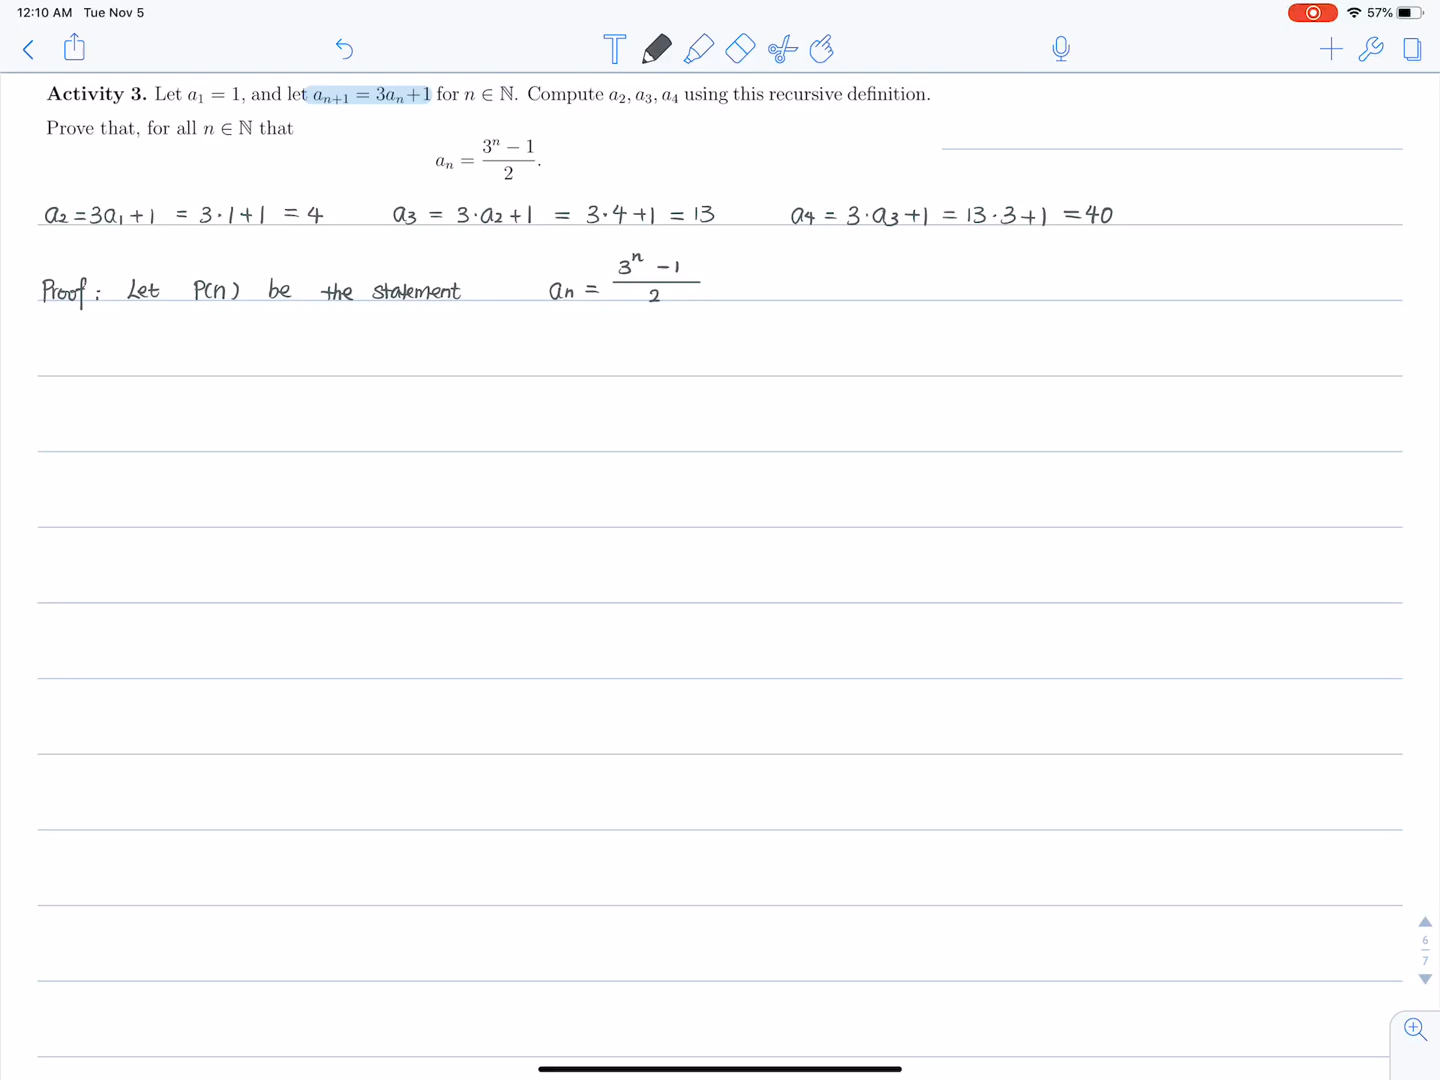 12:10 AM Tue Nov 5 57%
T
Activity 3. Let a₁ = 1, and let aₙ₊₁ = 3aₙ+1 for n ∈ ℕ. Compute a₂, a₃, a₄ using this recursive definition.
Prove that, for all n ∈ ℕ that
aₙ = (3ⁿ − 1)/2.
a₂ = 3a₁ + 1 = 3·1+1 = 4 a₃ = 3·a₂+1 = 3·4+1 = 13 a₄ = 3·a₃+1 = 13·3+1 = 40
Proof: Let P(n) be the statement aₙ = (3ⁿ − 1)/2
6
7